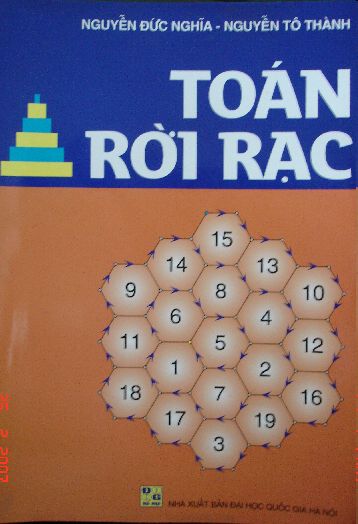 NGUYỄN ĐỨC NGHĨA - NGUYỄN TÔ THÀNH
TOÁN
RỜI RẠC
15
14 13
9 8 10
6 4
11 5 12
1 2
18 7 16
17 19
3
NHÀ XUẤT BẢN ĐẠI HỌC QUỐC GIA HÀ NỘI